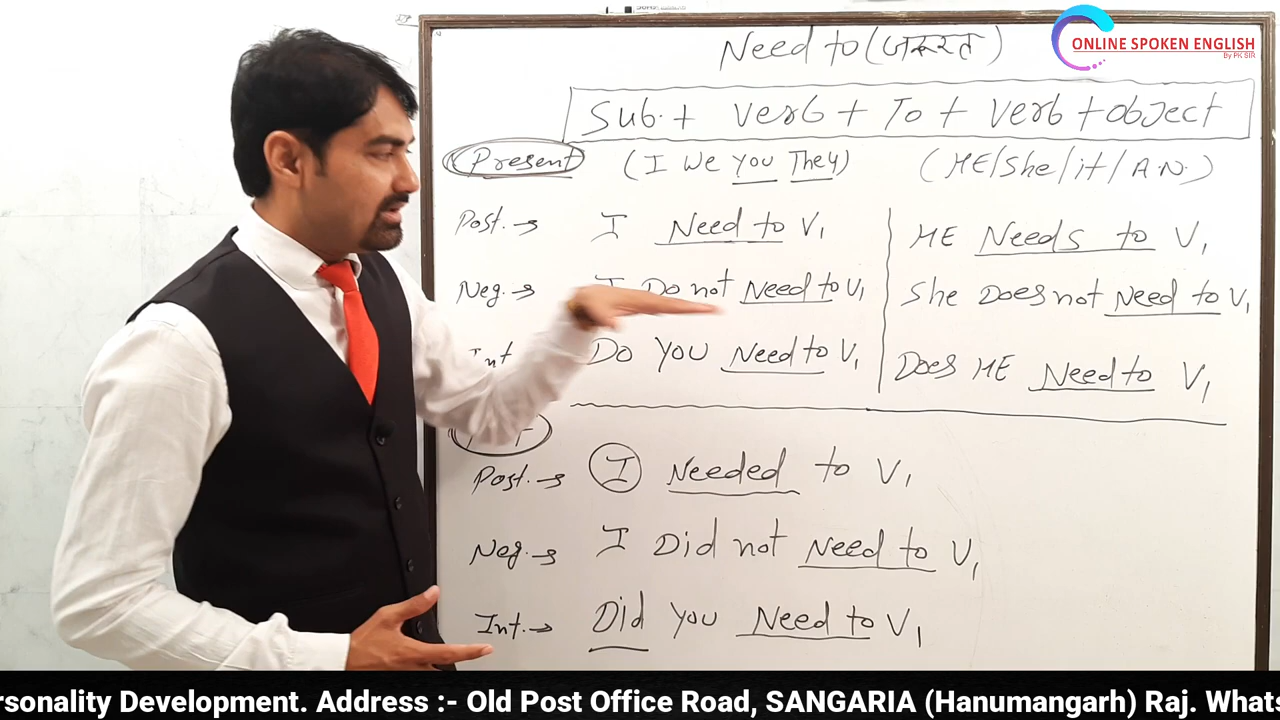 Need to (जरूरत)
ONLINE SPOKEN ENGLISH
By PK SIR
Sub. + Verb + To + Verb + Object
Present (I We You They) (HE/She/it/A.N.)
Post. → I Need to V1 HE Needs to V1
Neg. → I Do not Need to V1 She Does not Need to V1
Int Do You Need to V1 Does HE Need to V1
Post. → I Needed to V1
Neg. → I Did not Need to V1
Int. → Did you Need to V1
rsonality Development. Address :- Old Post Office Road, SANGARIA (Hanumangarh) Raj. Whats